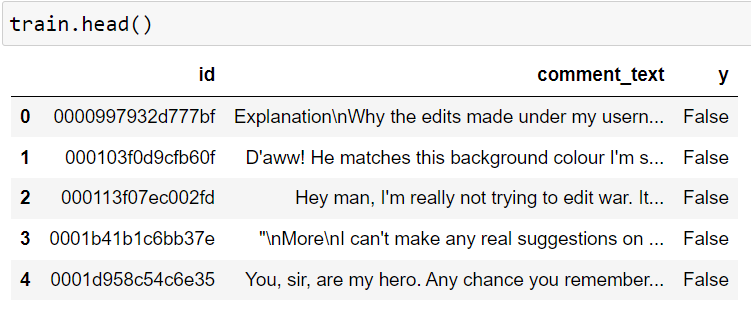 train.head()
id comment_text y
0 0000997932d777bf Explanation\nWhy the edits made under my usern... False
1 000103f0d9cfb60f D'aww! He matches this background colour I'm s... False
2 000113f07ec002fd Hey man, I'm really not trying to edit war. It... False
3 0001b41b1c6bb37e "\nMore\nI can't make any real suggestions on ... False
4 0001d958c54c6e35 You, sir, are my hero. Any chance you remember... False